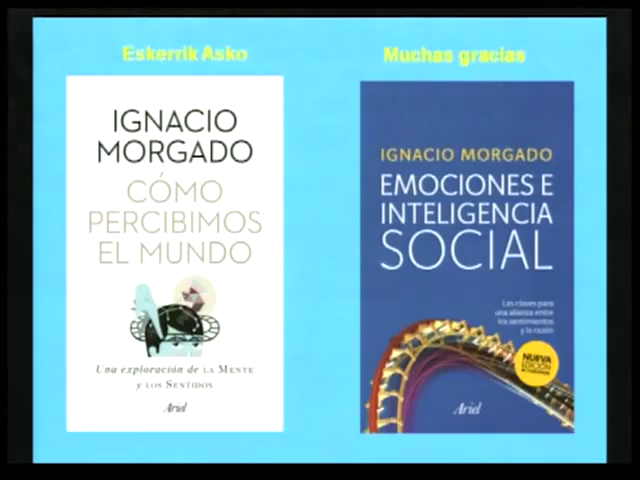 Eskerrik Asko
Muchas gracias
IGNACIO
MORGADO
CÓMO
PERCIBIMOS
EL MUNDO
Una exploración de LA MENTE
y LOS SENTIDOS
Ariel
IGNACIO MORGADO
EMOCIONES E
INTELIGENCIA
SOCIAL
Las claves para
una alianza entre
los sentimientos
y la razón
NUEVA
EDICIÓN
ACTUALIZADA
Ariel